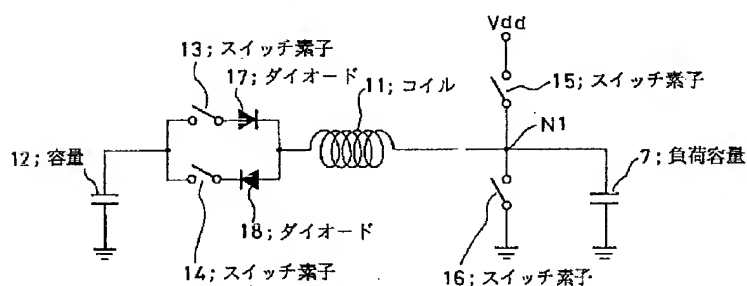 Vdd
13;スイッチ素子
17;ダイオード
11;コイル
15;スイッチ素子
N1
12;容量
7;負荷容量
18;ダイオード
14;スイッチ素子
16;スイッチ素子